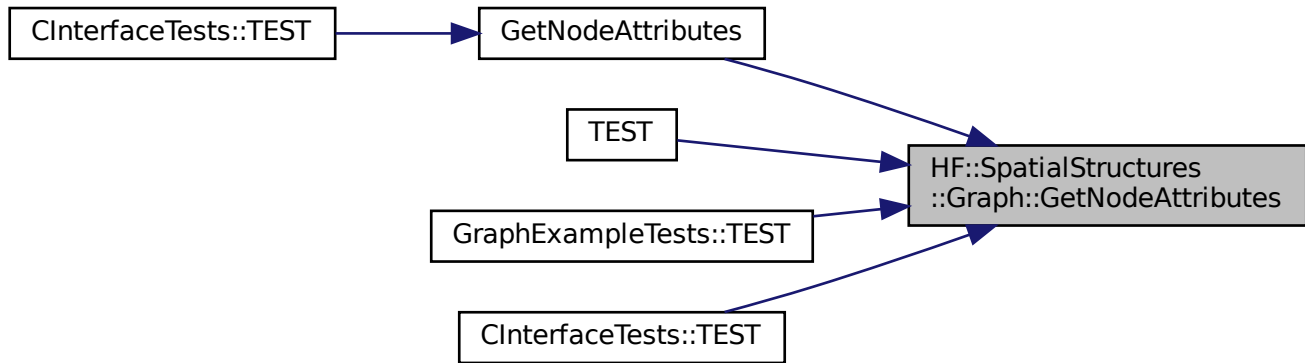 CInterfaceTests::TEST
GetNodeAttributes
TEST
HF::SpatialStructures
::Graph::GetNodeAttributes
GraphExampleTests::TEST
CInterfaceTests::TEST